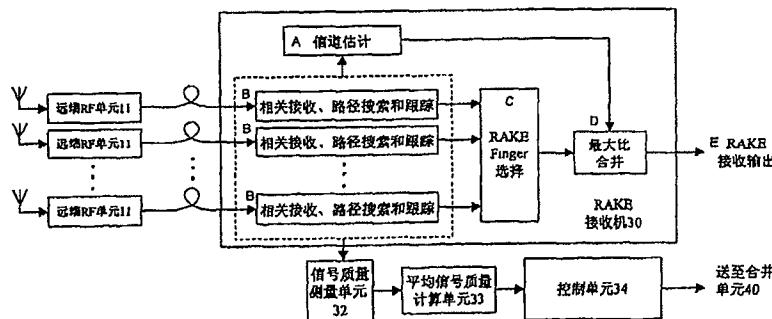 A 信道估计
远端RF单元11
B
相关接收、路径搜索和跟踪
远端RF单元11
B
相关接收、路径搜索和跟踪
远端RF单元11
B
相关接收、路径搜索和跟踪
C
RAKE
Finger
选择
D
最大比
合并
E RAKE
接收输出
RAKE
接收机30
信号质量
测量单元
32
平均信号质量
计算单元33
控制单元34
送至合并
单元40